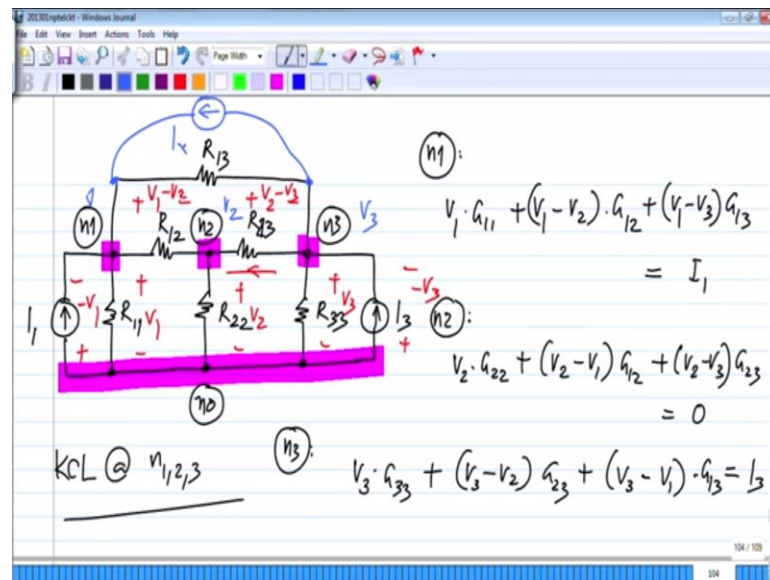 201301nptelckt - Windows Journal
File Edit View Insert Actions Tools Help
Page Width
B I
Ix
R13
+ V1-V2
+ V2-V3
n1
R12
V2
n2
R23
n3
V3
I1
- -V1 +
R11
+ V1 -
R22
+ V2 -
R33
+ V3 -
I3
- -V3 +
n0
KCL @ n1,2,3
n1:
V1·G11 + (V1-V2)·G12 + (V1-V3)G13
= I1
n2:
V2·G22 + (V2-V1)G12 + (V2-V3)G23
= 0
n3:
V3·G33 + (V3-V2)G23 + (V3-V1)·G13 = I3
104 / 109
104